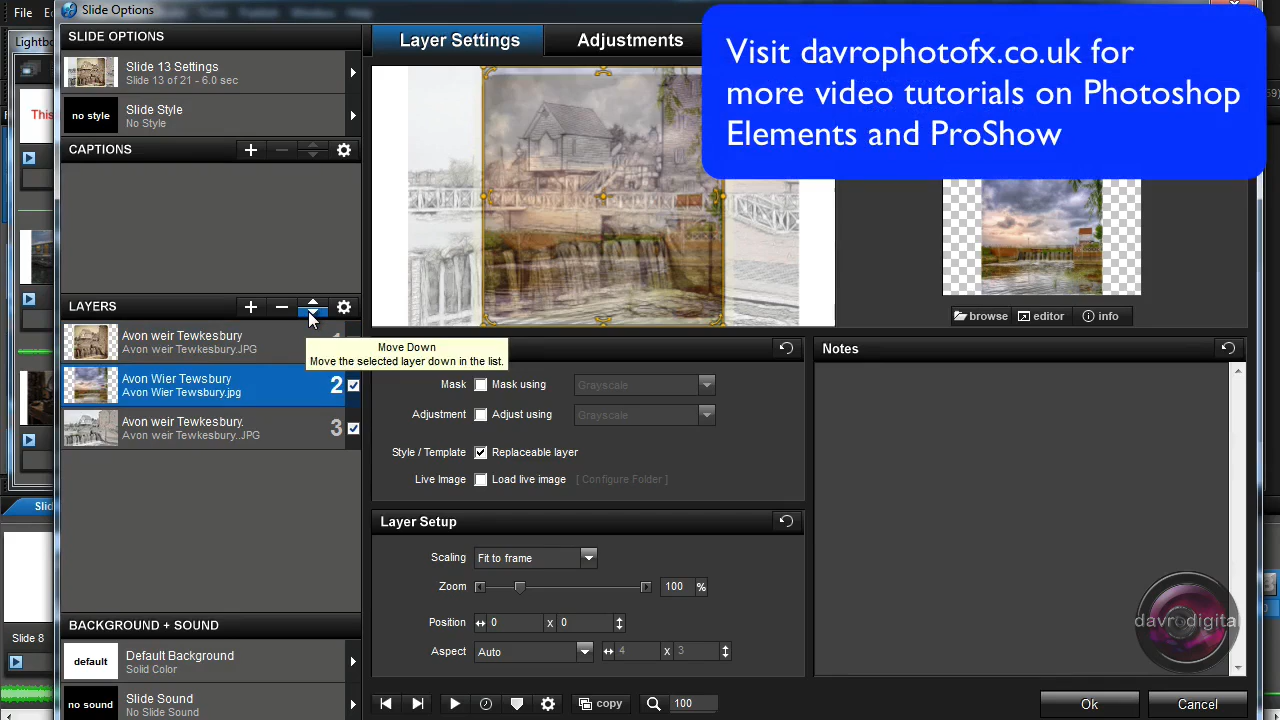 File
Slide Options
Visit davrophotofx.co.uk for
more video tutorials on Photoshop
Elements and ProShow
SLIDE OPTIONS
Slide 13 Settings
Slide 13 of 21 - 6.0 sec
no style
Slide Style
No Style
CAPTIONS
Layer Settings
Adjustments
This
LAYERS
Avon weir Tewkesbury
Avon weir Tewkesbury.JPG
Avon Wier Tewsbury
Avon Wier Tewsbury.jpg
2
Avon weir Tewkesbury.
Avon weir Tewkesbury..JPG
3
Move Down
Move the selected layer down in the list.
browse
editor
info
Mask
Mask using
Grayscale
Adjustment
Adjust using
Grayscale
Style / Template
Replaceable layer
Live Image
Load live image
[ Configure Folder ]
Notes
Layer Setup
Scaling
Fit to frame
Zoom
100
%
Position
0
x
0
Aspect
Auto
4
x
3
BACKGROUND + SOUND
default
Default Background
Solid Color
no sound
Slide Sound
No Slide Sound
Slide 8
copy
100
Ok
Cancel
davrodigital